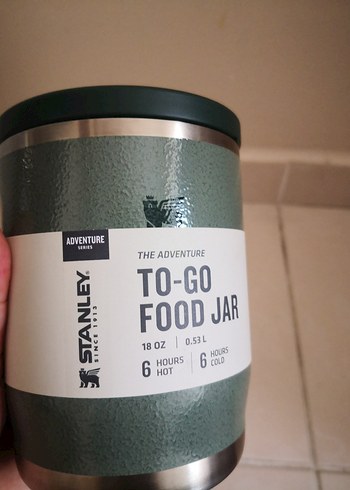 ADVENTURE
SERIES
STANLEY®
SINCE 1913
THE ADVENTURE
TO-GO
FOOD JAR
18 OZ | 0.53 L
6 HOURS HOT | 6 HOURS COLD